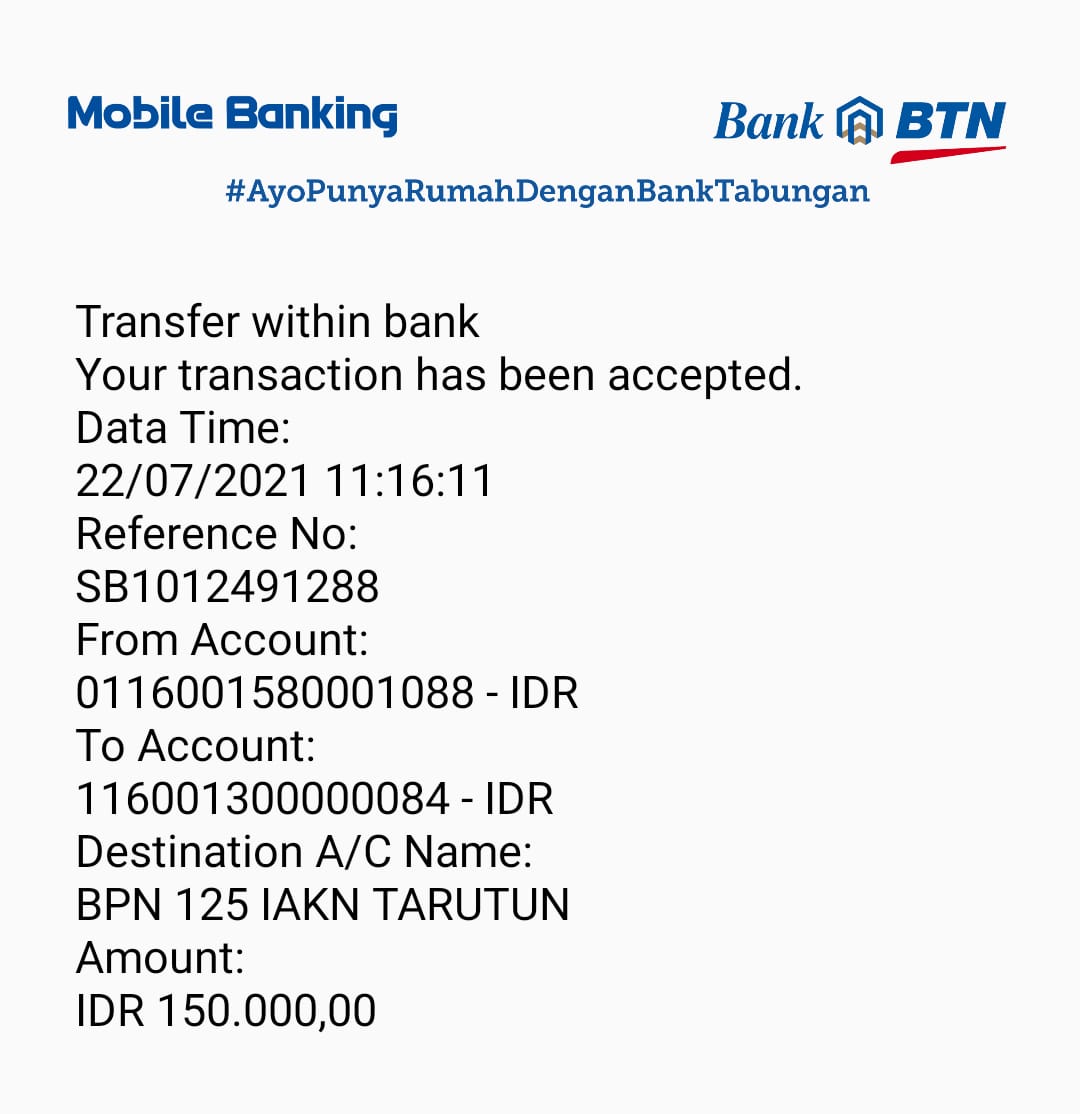 Mobile Banking
Bank BTN
#AyoPunyaRumahDenganBankTabungan
Transfer within bank
Your transaction has been accepted.
Data Time:
22/07/2021 11:16:11
Reference No:
SB1012491288
From Account:
0116001580001088 - IDR
To Account:
116001300000084 - IDR
Destination A/C Name:
BPN 125 IAKN TARUTUN
Amount:
IDR 150.000,00